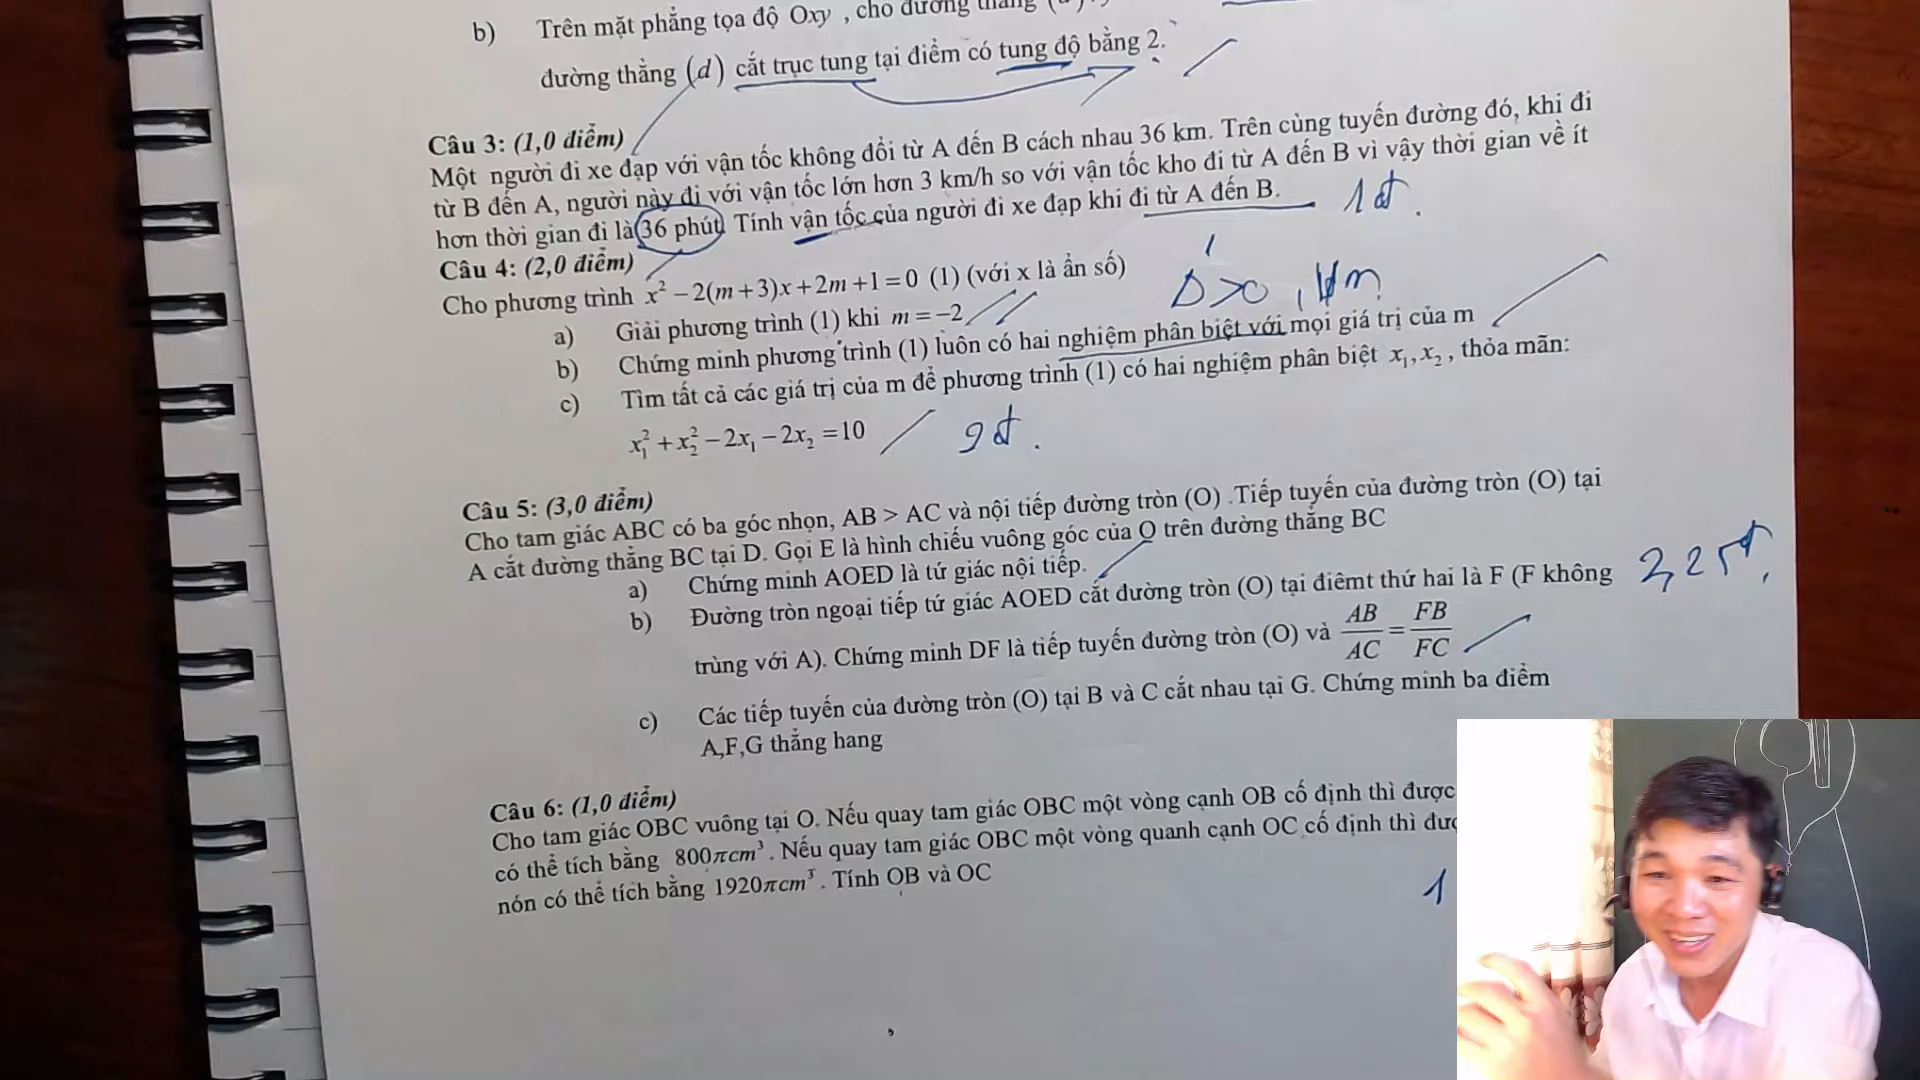 b) Trên mặt phẳng tọa độ Oxy , cho đường thẳng
đường thẳng (d) cắt trục tung tại điểm có tung độ bằng 2.
Câu 3: (1,0 điểm)
Một người đi xe đạp với vận tốc không đổi từ A đến B cách nhau 36 km. Trên cùng tuyến đường đó, khi đi
từ B đến A, người này đi với vận tốc lớn hơn 3 km/h so với vận tốc kho đi từ A đến B vì vậy thời gian về ít
hơn thời gian đi là 36 phút. Tính vận tốc của người đi xe đạp khi đi từ A đến B. 1đ.
Câu 4: (2,0 điểm)
Cho phương trình x² − 2(m + 3)x + 2m + 1 = 0 (1) (với x là ẩn số)
Δ' > 0, ∀m
a) Giải phương trình (1) khi m = −2
b) Chứng minh phương trình (1) luôn có hai nghiệm phân biệt với mọi giá trị của m
c) Tìm tất cả các giá trị của m để phương trình (1) có hai nghiệm phân biệt x₁, x₂ , thỏa mãn:
x₁² + x₂² − 2x₁ − 2x₂ = 10
Câu 5: (3,0 điểm)
Cho tam giác ABC có ba góc nhọn, AB > AC và nội tiếp đường tròn (O) .Tiếp tuyến của đường tròn (O) tại
A cắt đường thẳng BC tại D. Gọi E là hình chiếu vuông góc của O trên đường thẳng BC
a) Chứng minh AOED là tứ giác nội tiếp.
b) Đường tròn ngoại tiếp tứ giác AOED cắt đường tròn (O) tại điêmt thứ hai là F (F không
trùng với A). Chứng minh DF là tiếp tuyến đường tròn (O) và AB/AC = FB/FC
c) Các tiếp tuyến của đường tròn (O) tại B và C cắt nhau tại G. Chứng minh ba điểm
A,F,G thẳng hang
Câu 6: (1,0 điểm)
Cho tam giác OBC vuông tại O. Nếu quay tam giác OBC một vòng cạnh OB cố định thì được
có thể tích bằng 800πcm³ . Nếu quay tam giác OBC một vòng quanh cạnh OC cố định thì
nón có thể tích bằng 1920πcm³ . Tính OB và OC
1